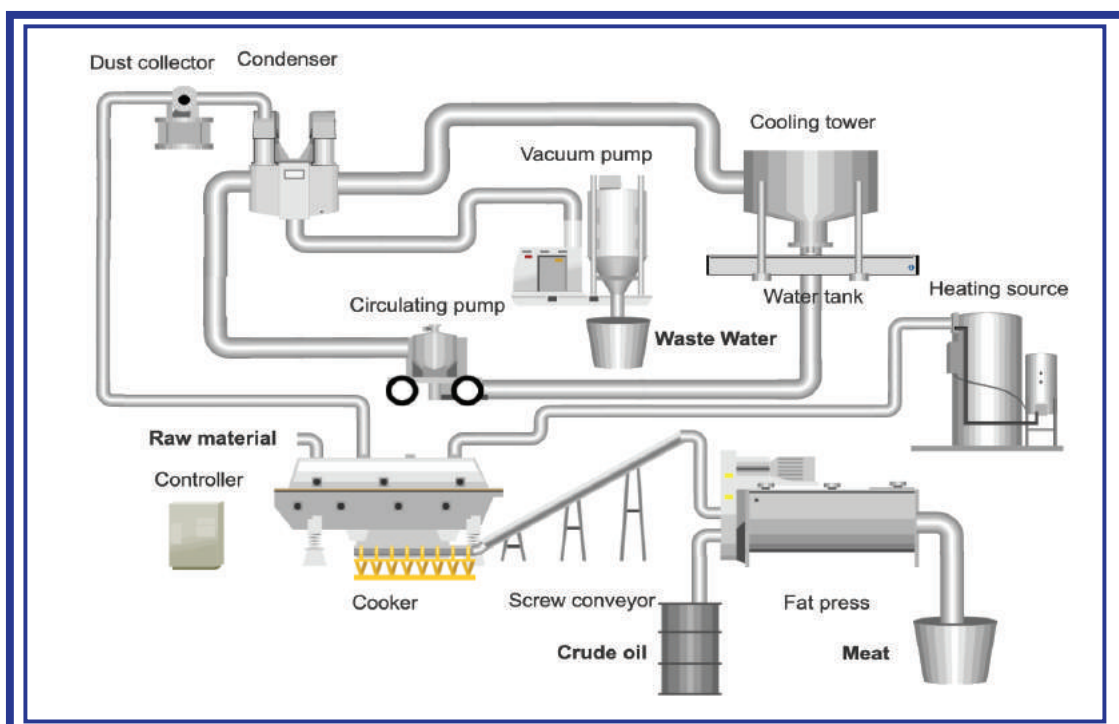 Dust collector
Condenser
Cooling tower
Vacuum pump
Water tank
Heating source
Circulating pump
Waste Water
Raw material
Controller
Cooker
Screw conveyor
Fat press
Crude oil
Meat